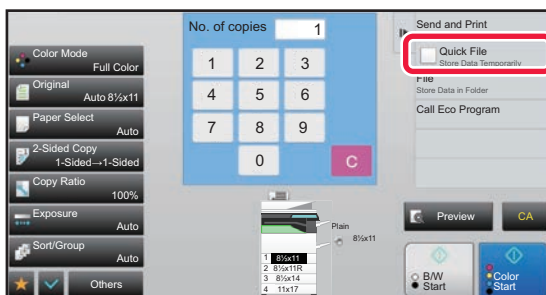 Color Mode
Full Color
Original
Auto 8½x11
Paper Select
Auto
2-Sided Copy
1-Sided→1-Sided
Copy Ratio
100%
Exposure
Auto
Sort/Group
Auto
Others
No. of copies 1
1 2 3
4 5 6
7 8 9
0 C
Plain
8½x11
1 8½x11
2 8½x11R
3 8½x14
4 11x17
Send and Print
Quick File
Store Data Temporarily
File
Store Data in Folder
Call Eco Program
Preview CA
B/W
Start
Color
Start